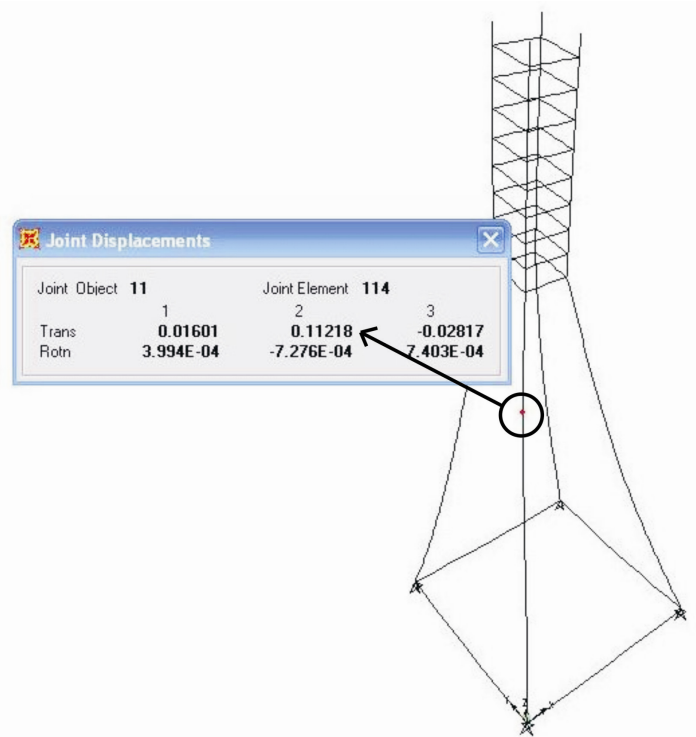 Joint Displacements
Joint Object 11 Joint Element 114
1 2 3
Trans 0.01601 0.11218 -0.02817
Rotn 3.994E-04 -7.276E-04 7.403E-04
Y Z X